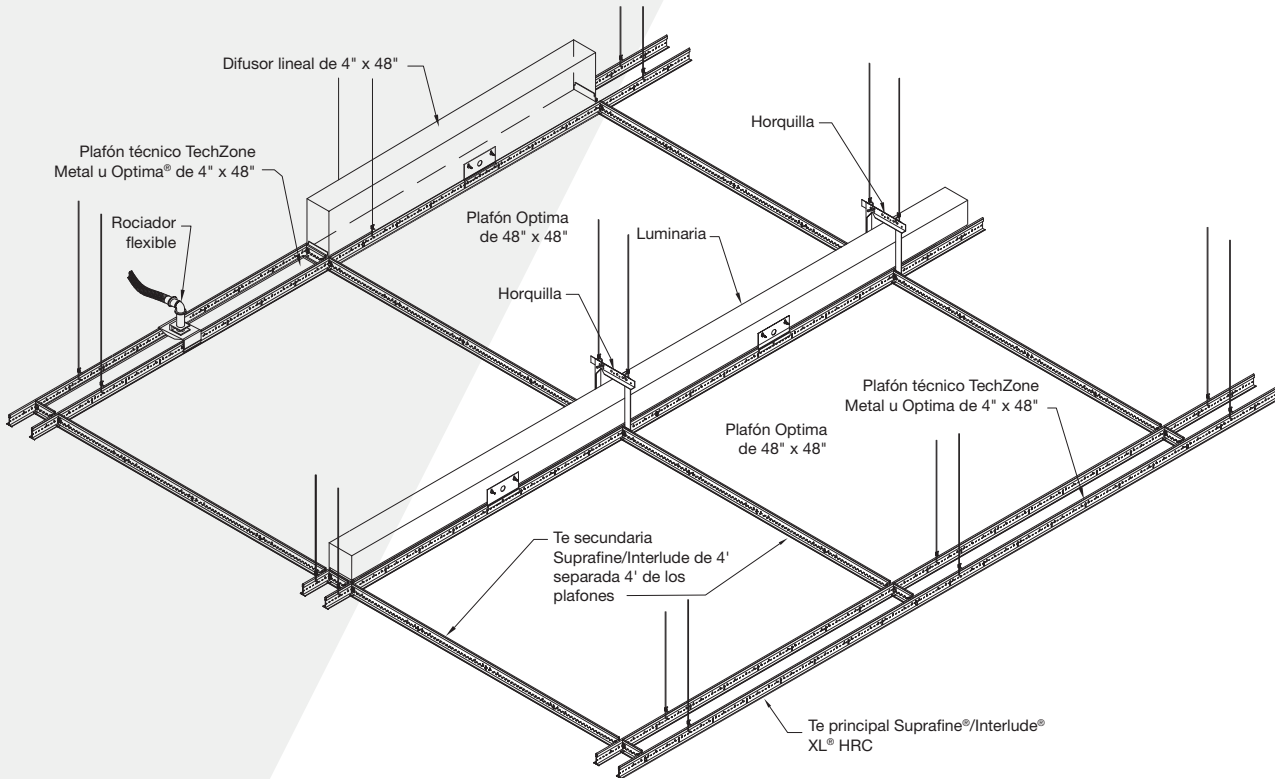 Difusor lineal de 4" x 48"
Plafón técnico TechZone
Metal u Optima® de 4" x 48"
Rociador
flexible
Horquilla
Plafón Optima
de 48" x 48"
Luminaria
Horquilla
Plafón técnico TechZone
Metal u Optima de 4" x 48"
Plafón Optima
de 48" x 48"
Te secundaria
Suprafine/Interlude de 4'
separada 4' de los
plafones
Te principal Suprafine®/Interlude®
XL® HRC